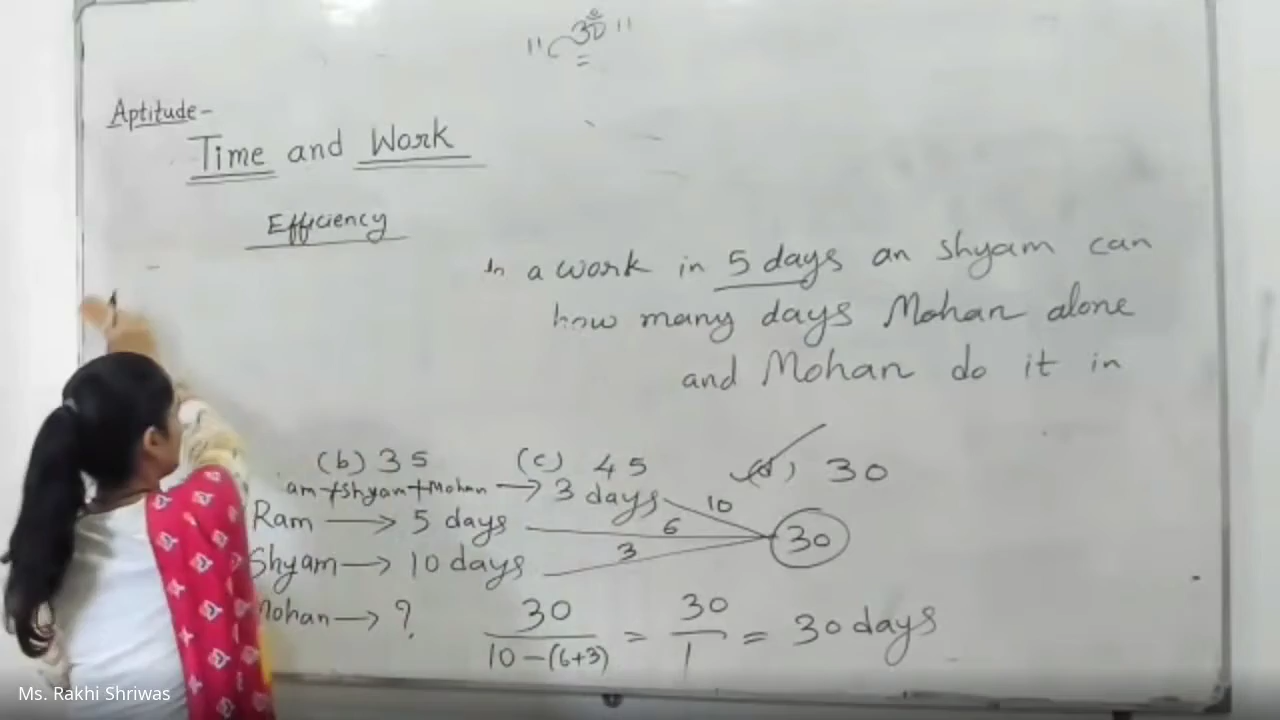 "ॐ"
Aptitude-
Time and Work
Efficiency
a work in 5 days an shyam can
how many days Mohan alone
and Mohan do it in
(b) 35 (c) 45 (d) 30
am+Shyam+Mohan → 3 days 10
Ram → 5 days 6 30
Shyam → 10 days 3
Mohan → ? 30/10-(6+3) = 30/1 = 30 days
Ms. Rakhi Shriwas